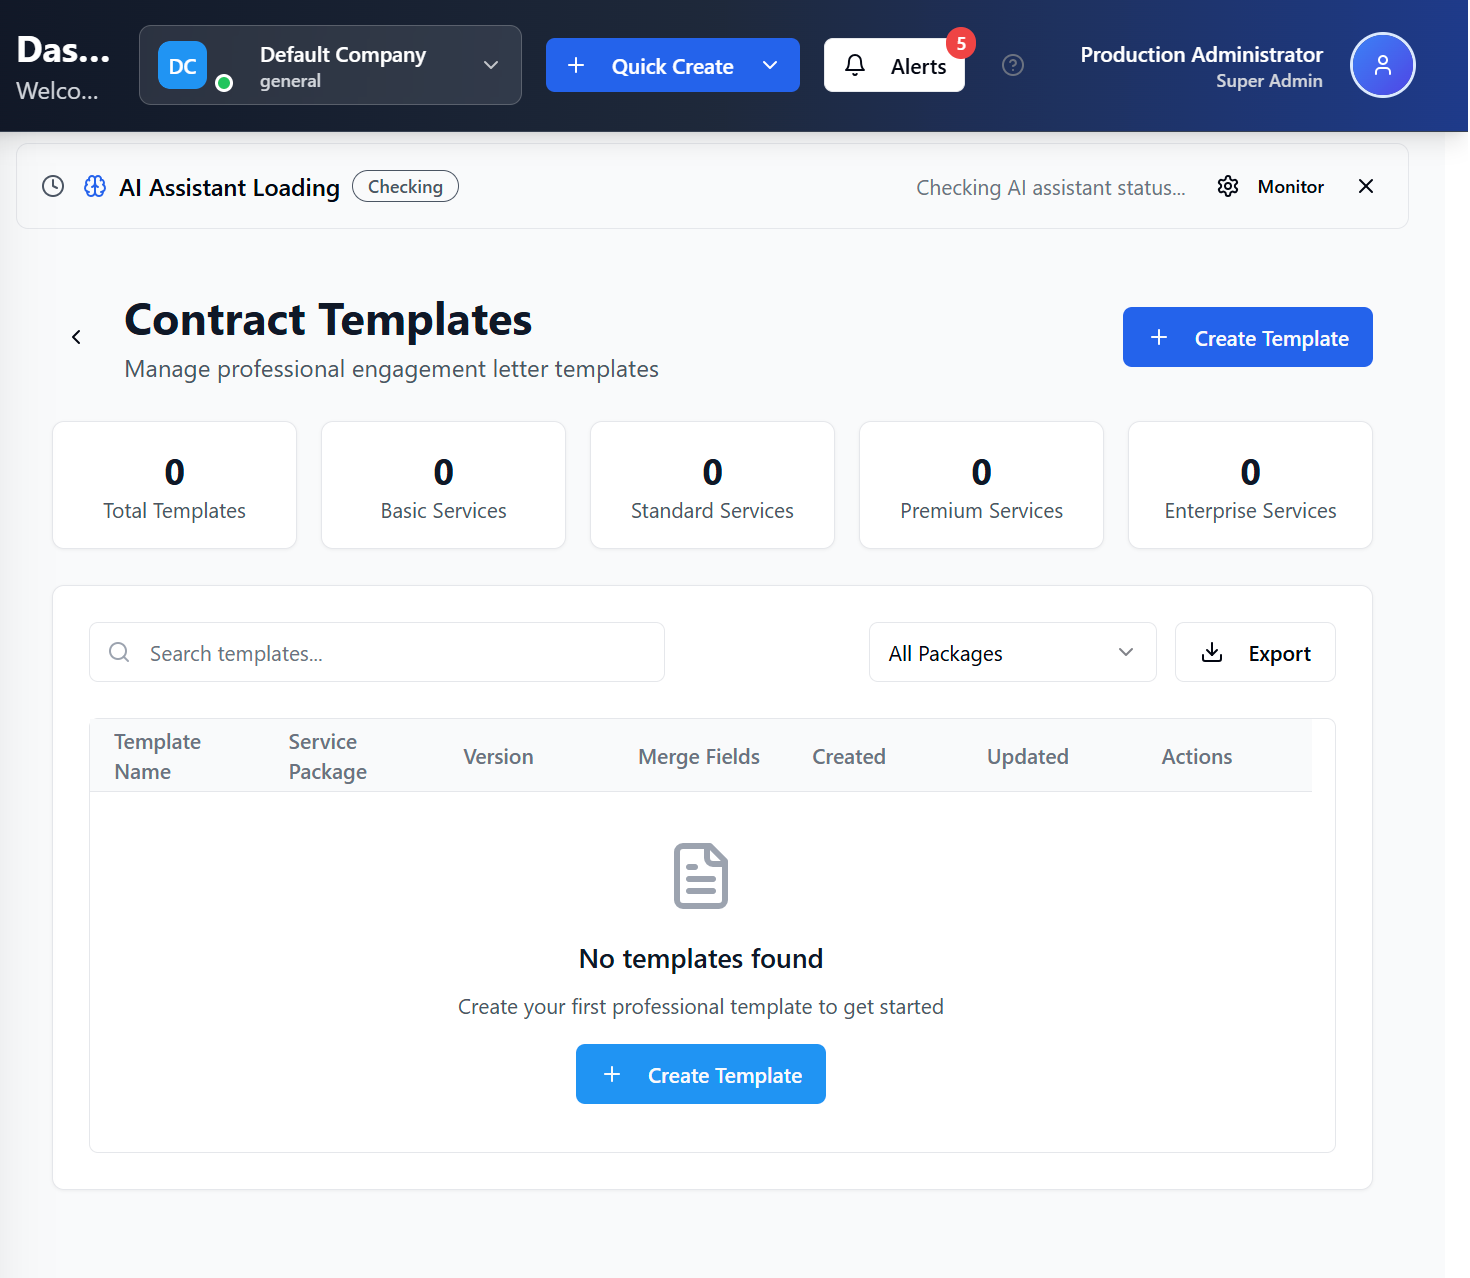 Das...
Welco...
DC
Default Company
general
Quick Create
Alerts
5
Production Administrator
Super Admin
AI Assistant Loading
Checking
Checking AI assistant status...
Monitor
Contract Templates
Manage professional engagement letter templates
Create Template
0
Total Templates
0
Basic Services
0
Standard Services
0
Premium Services
0
Enterprise Services
Search templates...
All Packages
Export
Template
Name
Service
Package
Version
Merge Fields
Created
Updated
Actions
No templates found
Create your first professional template to get started
Create Template